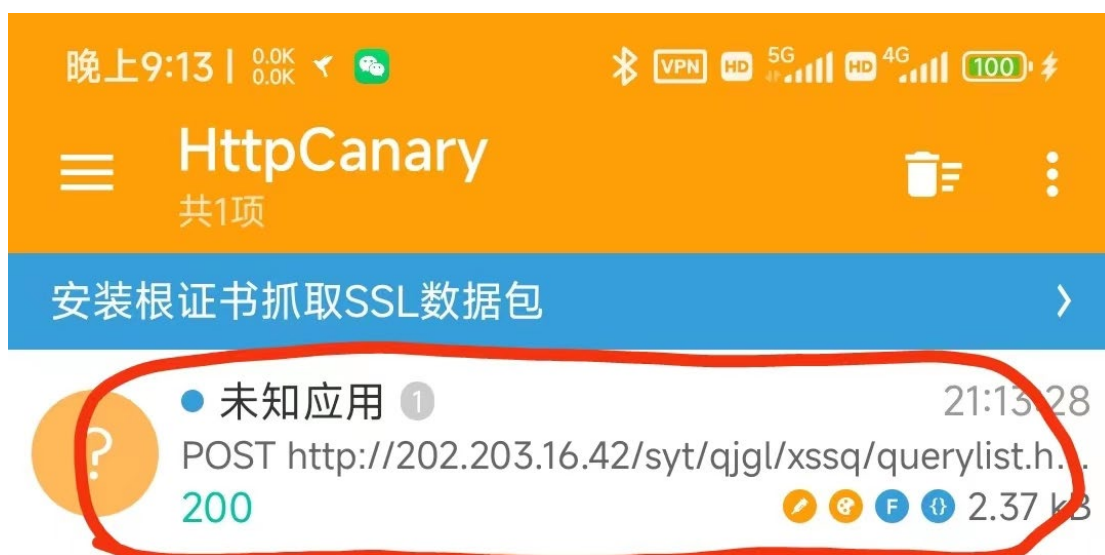 晚上9:13 | 0.0K 0.0K VPN HD 5G HD 4G 100
HttpCanary
共1项
安装根证书抓取SSL数据包
? 未知应用 1 21:13:28
POST http://202.203.16.42/syt/qjgl/xssq/querylist.h...
200 F {} 2.37 kB